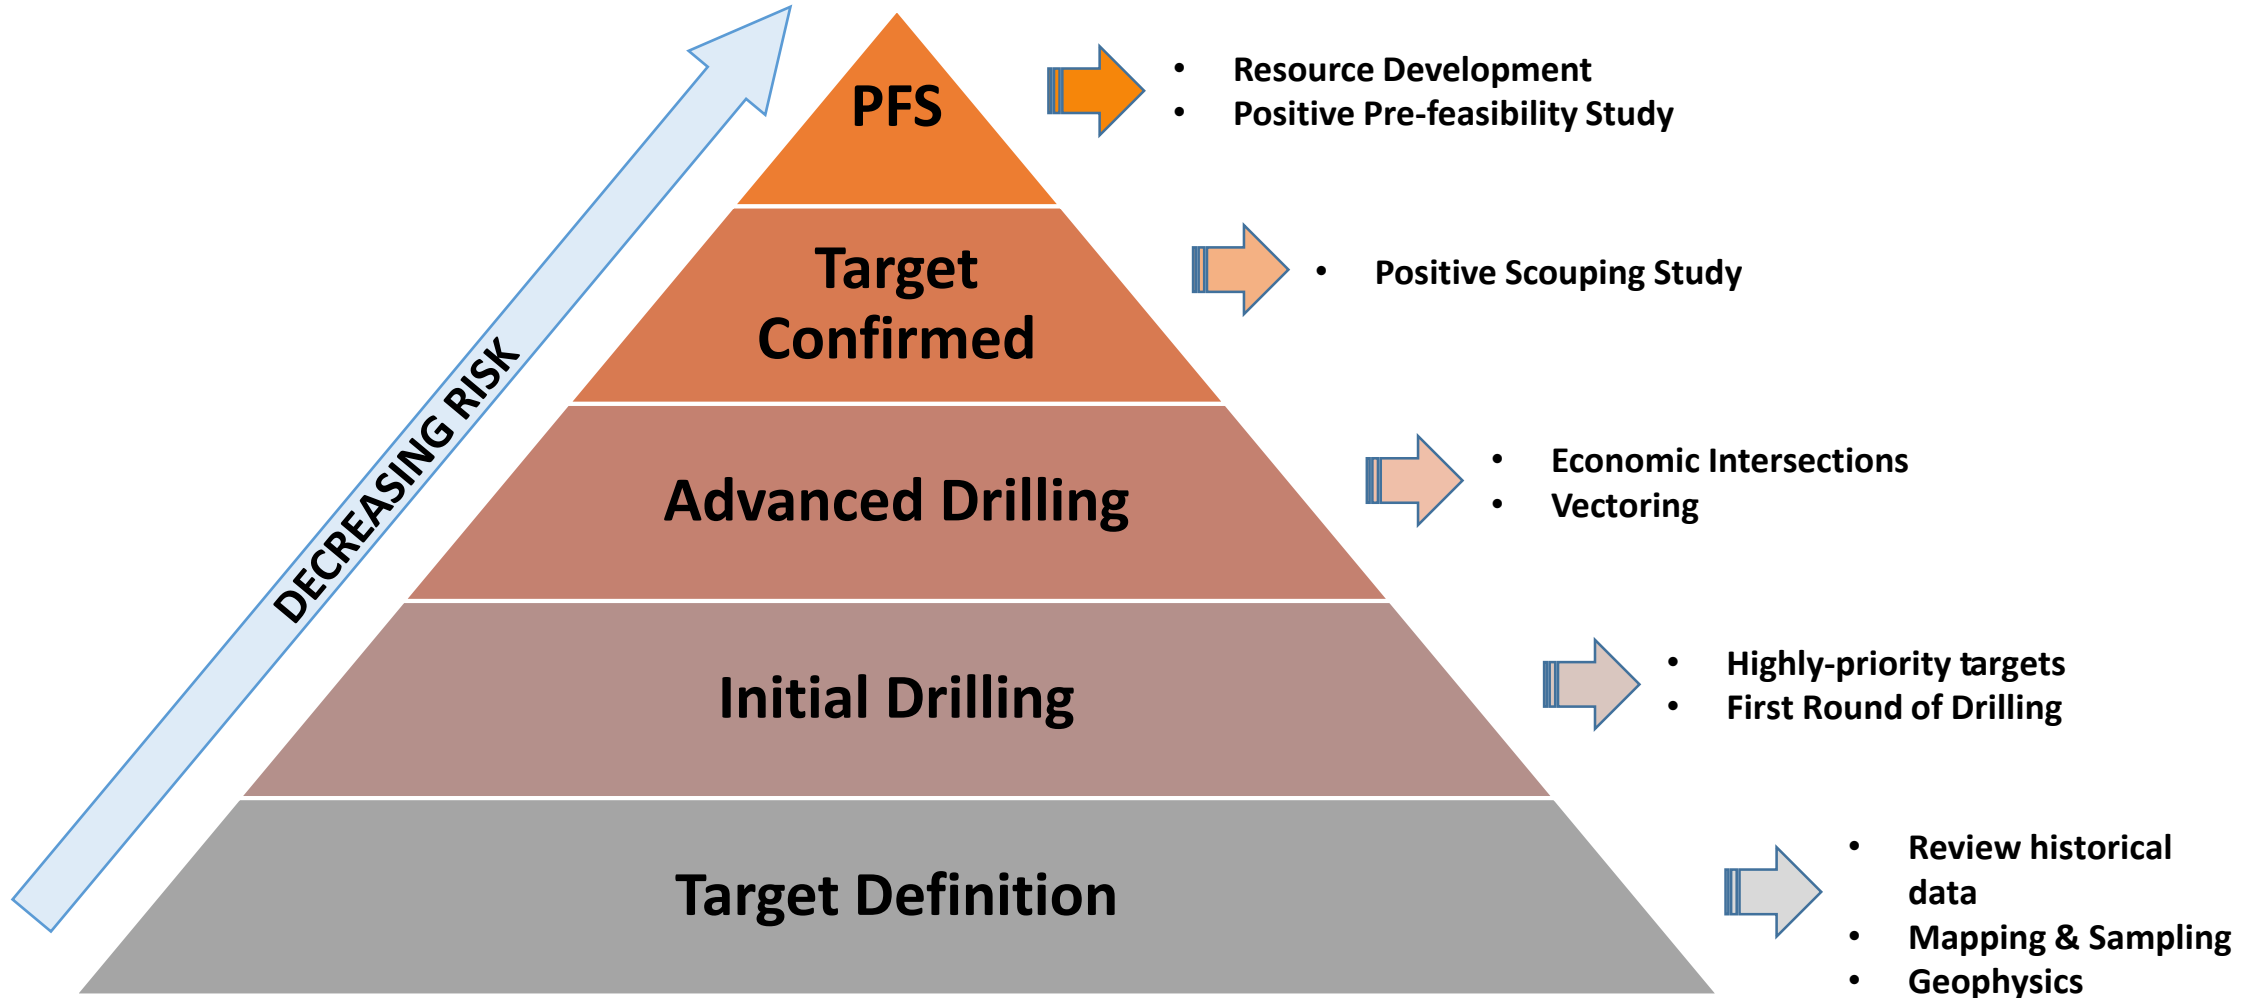 PFS
• Resource Development
• Positive Pre-feasibility Study
Target
Confirmed
• Positive Scouping Study
DECREASING RISK
Advanced Drilling
• Economic Intersections
• Vectoring
Initial Drilling
• Highly-priority targets
• First Round of Drilling
Target Definition
• Review historical
data
• Mapping & Sampling
• Geophysics